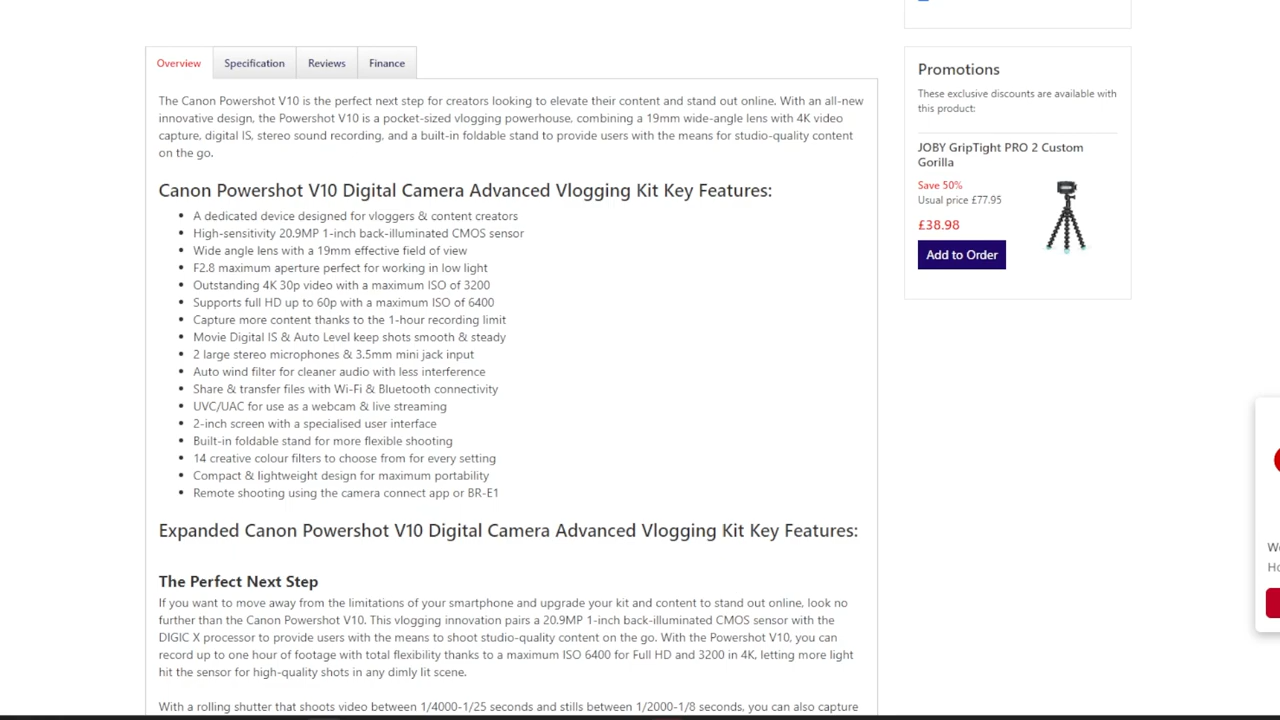 Overview
Specification
Reviews
Finance
The Canon Powershot V10 is the perfect next step for creators looking to elevate their content and stand out online. With an all-new
innovative design, the Powershot V10 is a pocket-sized vlogging powerhouse, combining a 19mm wide-angle lens with 4K video
capture, digital IS, stereo sound recording, and a built-in foldable stand to provide users with the means for studio-quality content
on the go.
Canon Powershot V10 Digital Camera Advanced Vlogging Kit Key Features:
• A dedicated device designed for vloggers & content creators
• High-sensitivity 20.9MP 1-inch back-illuminated CMOS sensor
• Wide angle lens with a 19mm effective field of view
• F2.8 maximum aperture perfect for working in low light
• Outstanding 4K 30p video with a maximum ISO of 3200
• Supports full HD up to 60p with a maximum ISO of 6400
• Capture more content thanks to the 1-hour recording limit
• Movie Digital IS & Auto Level keep shots smooth & steady
• 2 large stereo microphones & 3.5mm mini jack input
• Auto wind filter for cleaner audio with less interference
• Share & transfer files with Wi-Fi & Bluetooth connectivity
• UVC/UAC for use as a webcam & live streaming
• 2-inch screen with a specialised user interface
• Built-in foldable stand for more flexible shooting
• 14 creative colour filters to choose from for every setting
• Compact & lightweight design for maximum portability
• Remote shooting using the camera connect app or BR-E1
Expanded Canon Powershot V10 Digital Camera Advanced Vlogging Kit Key Features:
The Perfect Next Step
If you want to move away from the limitations of your smartphone and upgrade your kit and content to stand out online, look no
further than the Canon Powershot V10. This vlogging innovation pairs a 20.9MP 1-inch back-illuminated CMOS sensor with the
DIGIC X processor to provide users with the means to shoot studio-quality content on the go. With the Powershot V10, you can
record up to one hour of footage with total flexibility thanks to a maximum ISO 6400 for Full HD and 3200 in 4K, letting more light
hit the sensor for high-quality shots in any dimly lit scene.
With a rolling shutter that shoots video between 1/4000-1/25 seconds and stills between 1/2000-1/8 seconds, you can also capture
Promotions
These exclusive discounts are available with
this product:
JOBY GripTight PRO 2 Custom
Gorilla
Save 50%
Usual price £77.95
£38.98
Add to Order